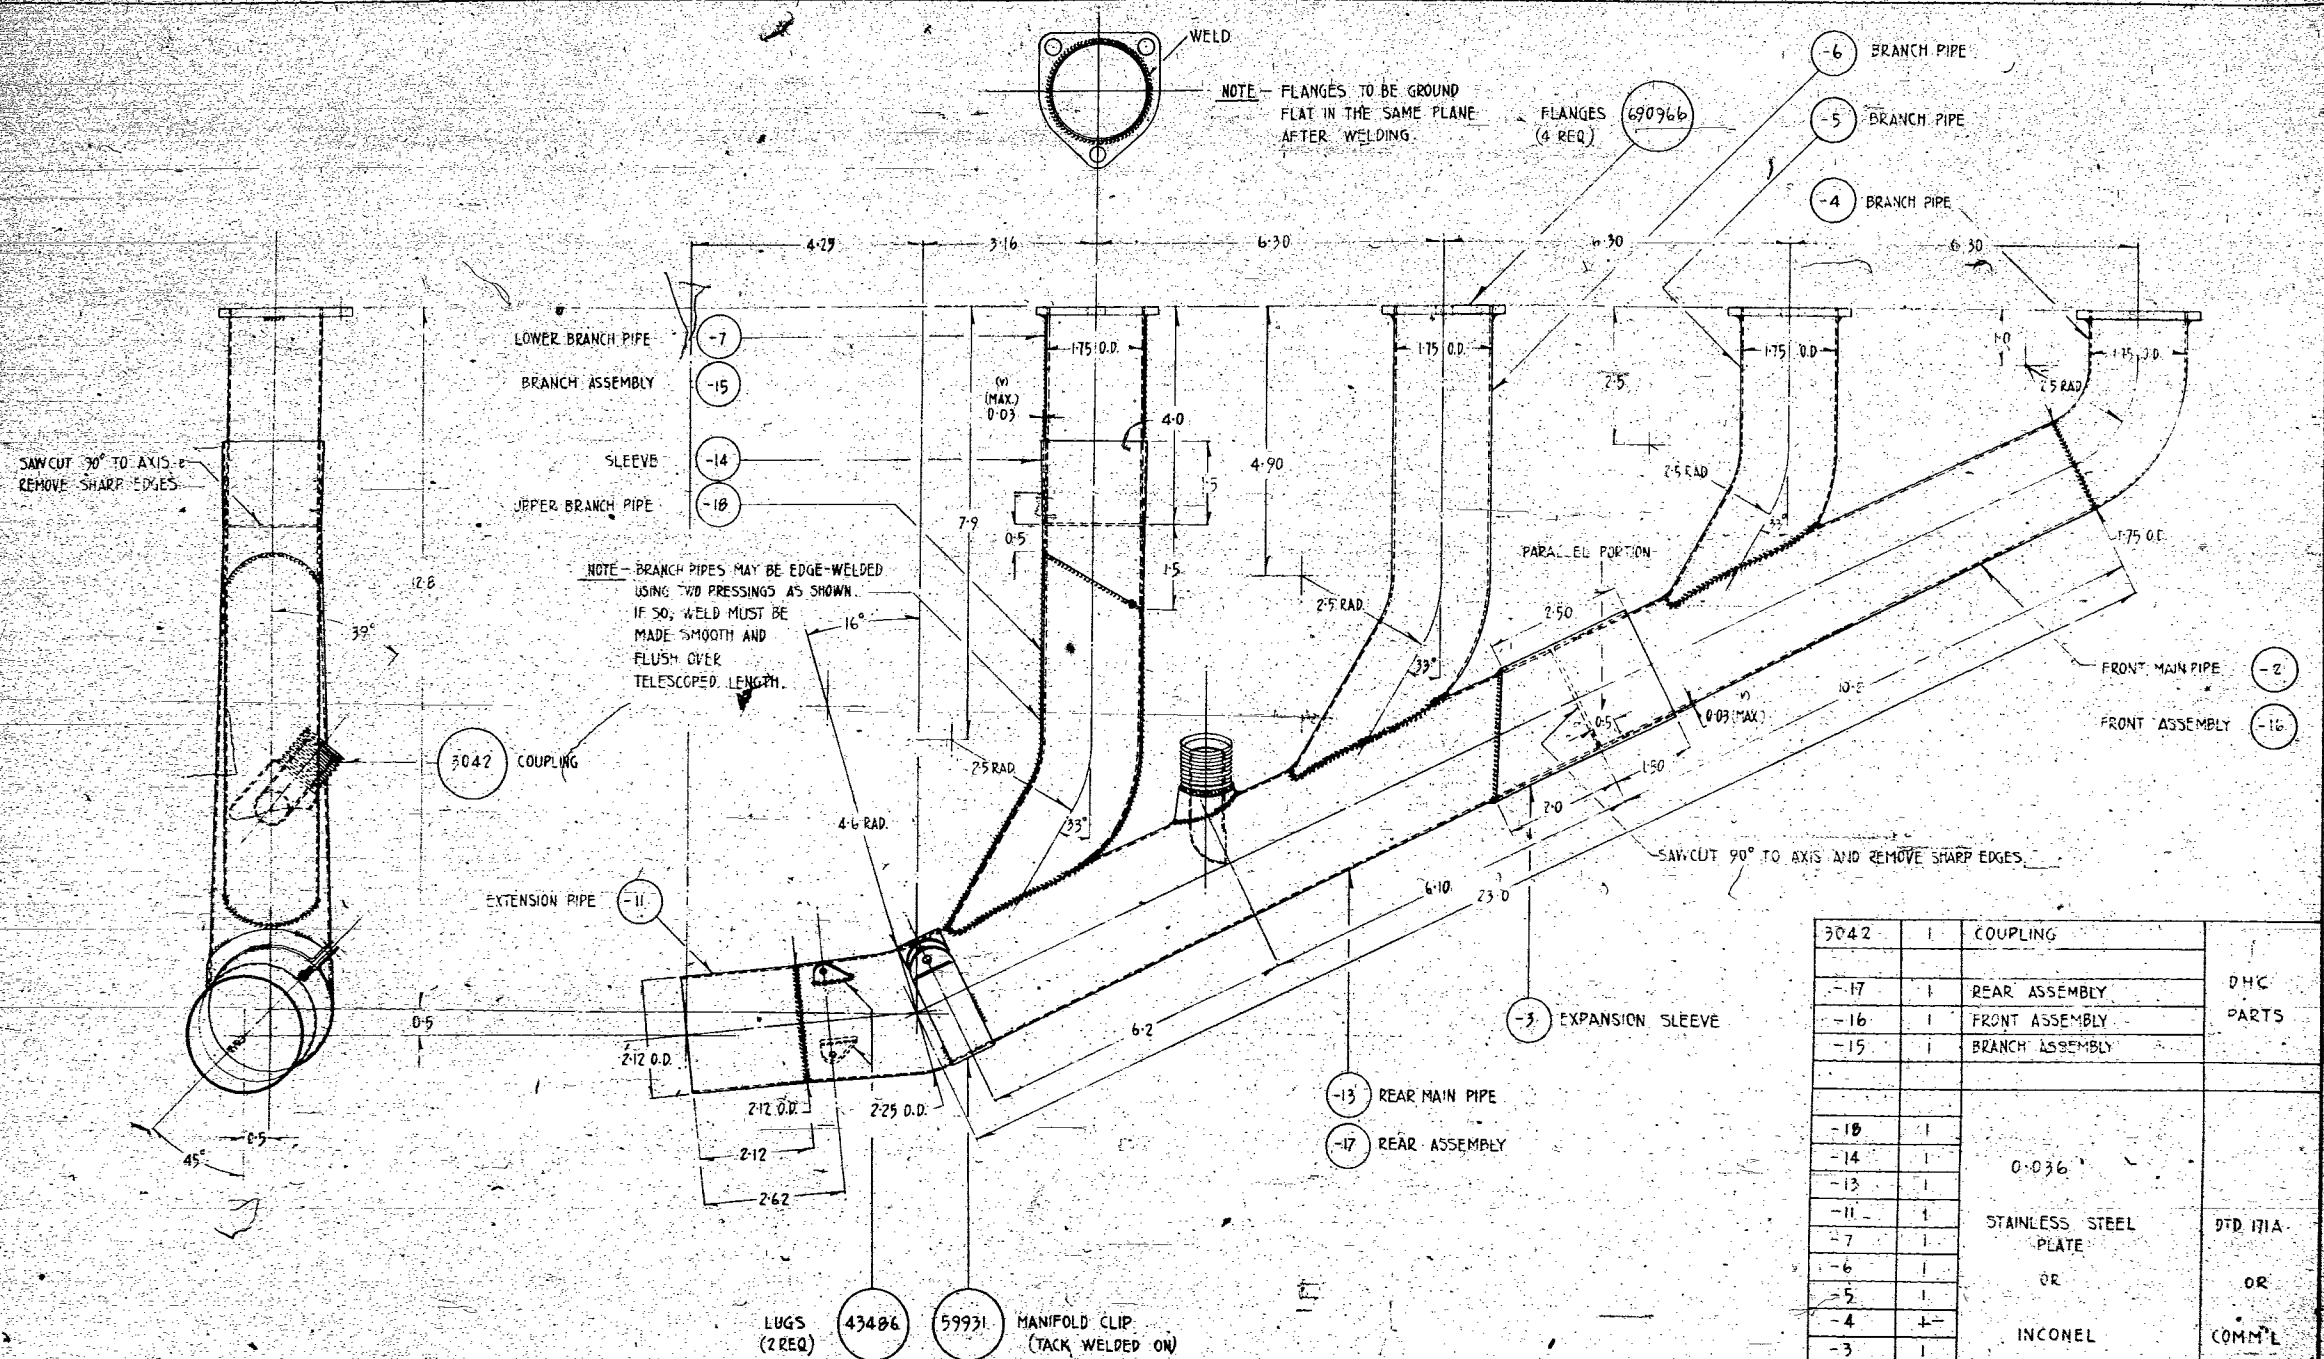 WELD
NOTE – FLANGES TO BE GROUND
FLAT IN THE SAME PLANE
AFTER WELDING.
FLANGES
(4 REQ)
690966
-6 BRANCH PIPE
-5 BRANCH PIPE
-4 BRANCH PIPE
4.25
3.16
6.30
6.30
6.30
LOWER BRANCH PIPE -7
BRANCH ASSEMBLY -15
SLEEVE -14
UPPER BRANCH PIPE -18
SAWCUT 90° TO AXIS &
REMOVE SHARP EDGES
NOTE – BRANCH PIPES MAY BE EDGE-WELDED
USING TWO PRESSINGS AS SHOWN.
IF SO, WELD MUST BE
MADE SMOOTH AND
FLUSH OVER
TELESCOPED LENGTH.
1.75 O.D.
1.75 O.D.
1.75 O.D
1.75 O.D.
(MAX.)
0.03
4.0
1.5
7.9
0.5
1.5
4.90
2.5
1.0
2.5 RAD
2.5 RAD
2.5 RAD.
2.5 RAD
33°
33°
33°
12.8
39°
16°
PARALLEL PORTION
2.50
1.75 O.D.
10.2
0.5
0.03 (MAX)
1.50
2.0
FRONT MAIN PIPE -2
FRONT ASSEMBLY -16
3042 COUPLING
4.6 RAD.
SAWCUT 90° TO AXIS AND REMOVE SHARP EDGES.
6.10
23.0
6.2
EXTENSION PIPE -11
-3 EXPANSION SLEEVE
0.5
2.12 O.D.
2.12 O.D.
2.25 O.D.
2.12
2.62
0.5
45°
-13 REAR MAIN PIPE
-17 REAR ASSEMBLY
LUGS
(2 REQ)
43486
59931
MANIFOLD CLIP
(TACK WELDED ON)
3042 1 COUPLING
-17 1 REAR ASSEMBLY
-16 1 FRONT ASSEMBLY
-15 1 BRANCH ASSEMBLY
DHC
PARTS
-18 1
-14 1
-13 1
-11 1
-7 1
-6 1
-5 1
-4 1
-3 1
0.036
STAINLESS STEEL
PLATE
OR
INCONEL
DTD 171A
OR
COMM'L